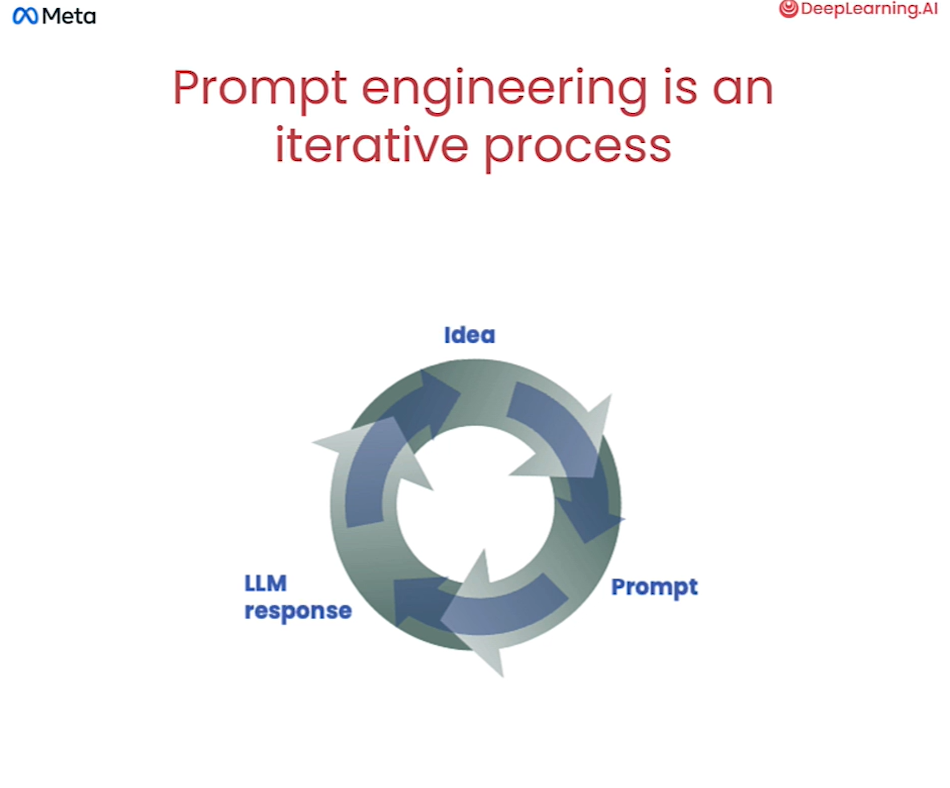 Meta
DeepLearning.AI
Prompt engineering is an
iterative process
Idea
Prompt
LLM
response